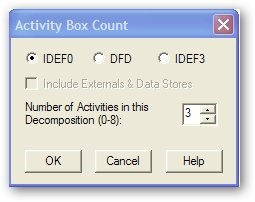 Activity Box Count
IDEF0 DFD IDEF3
Include Externals & Data Stores
Number of Activities in this
Decomposition (0-8):
3
OK Cancel Help